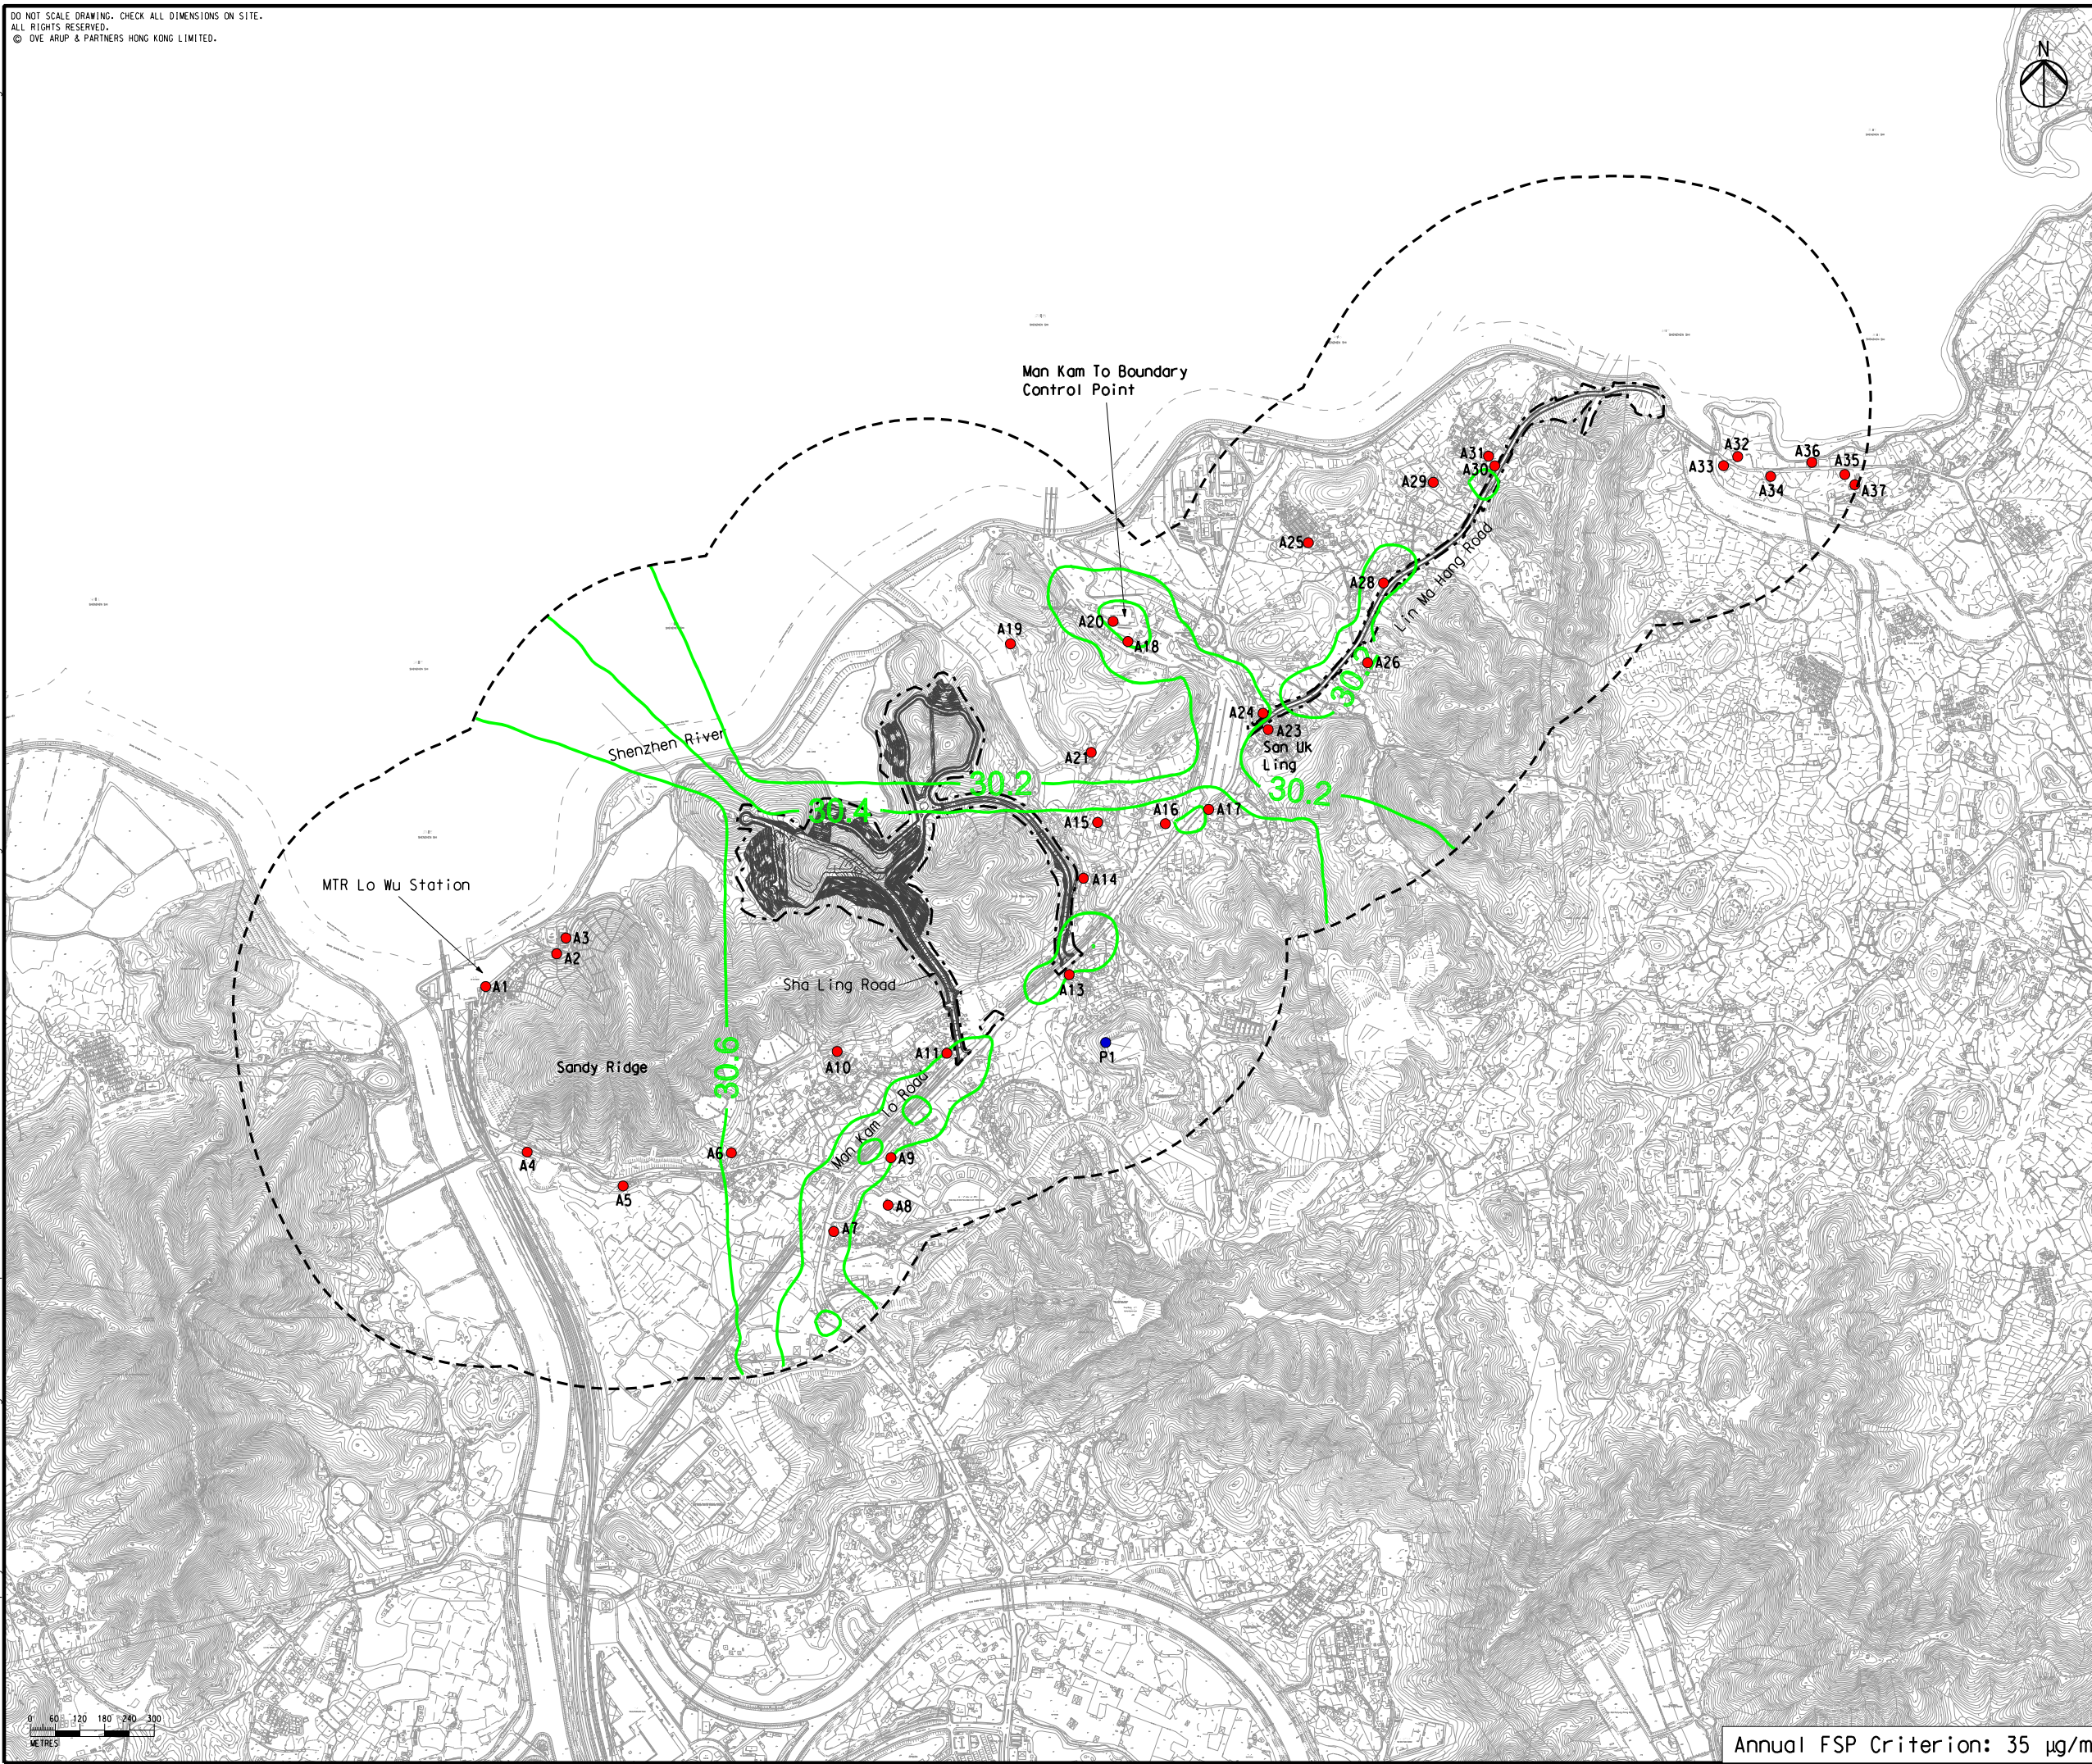 DO NOT SCALE DRAWING. CHECK ALL DIMENSIONS ON SITE.
ALL RIGHTS RESERVED.
© OVE ARUP & PARTNERS HONG KONG LIMITED.
N
Man Kam To Boundary
Control Point
A32
A31
A36
A33
A30
A35
A29
A34
A37
A25
Lin Ma Hang Road
A28
A20
A19
A18
A26
A24
A23
Shenzhen River
San Uk
Ling
A21
30.2
30.2
30.4
A16
A17
A15
A14
MTR Lo Wu Station
A3
A2
A1
Sha Ling Road
A13
P1
A11
30.6
Sandy Ridge
A10
Man Kam To Road
A6
A9
A4
A5
A8
A7
0 60 120 180 240 300
METRES
Annual FSP Criterion: 35 µg/m